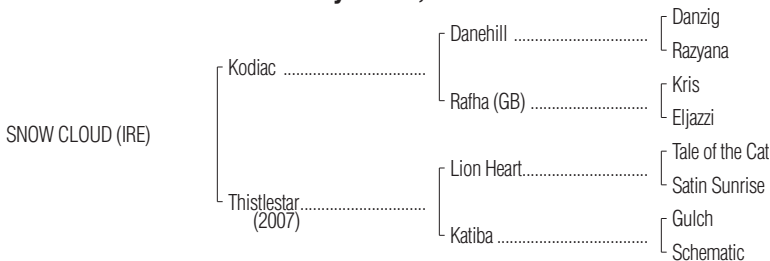 Danzig
Danehill
Razyana
Kodiac
Kris
Rafha (GB)
Eljazzi
SNOW CLOUD (IRE)
Tale of the Cat
Lion Heart
Satin Sunrise
Thistlestar
(2007)
Gulch
Katiba
Schematic